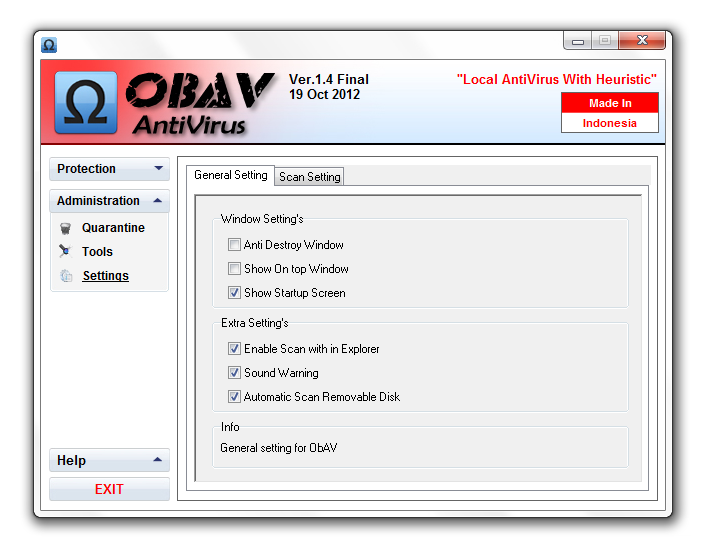 Ω
Ω OBAV
AntiVirus
Ver.1.4 Final
19 Oct 2012
"Local AntiVirus With Heuristic"
Made In
Indonesia
Protection
Administration
Quarantine
Tools
Settings
Help
EXIT
General Setting
Scan Setting
Window Setting's
Anti Destroy Window
Show On top Window
Show Startup Screen
Extra Setting's
Enable Scan with in Explorer
Sound Warning
Automatic Scan Removable Disk
Info
General setting for ObAV